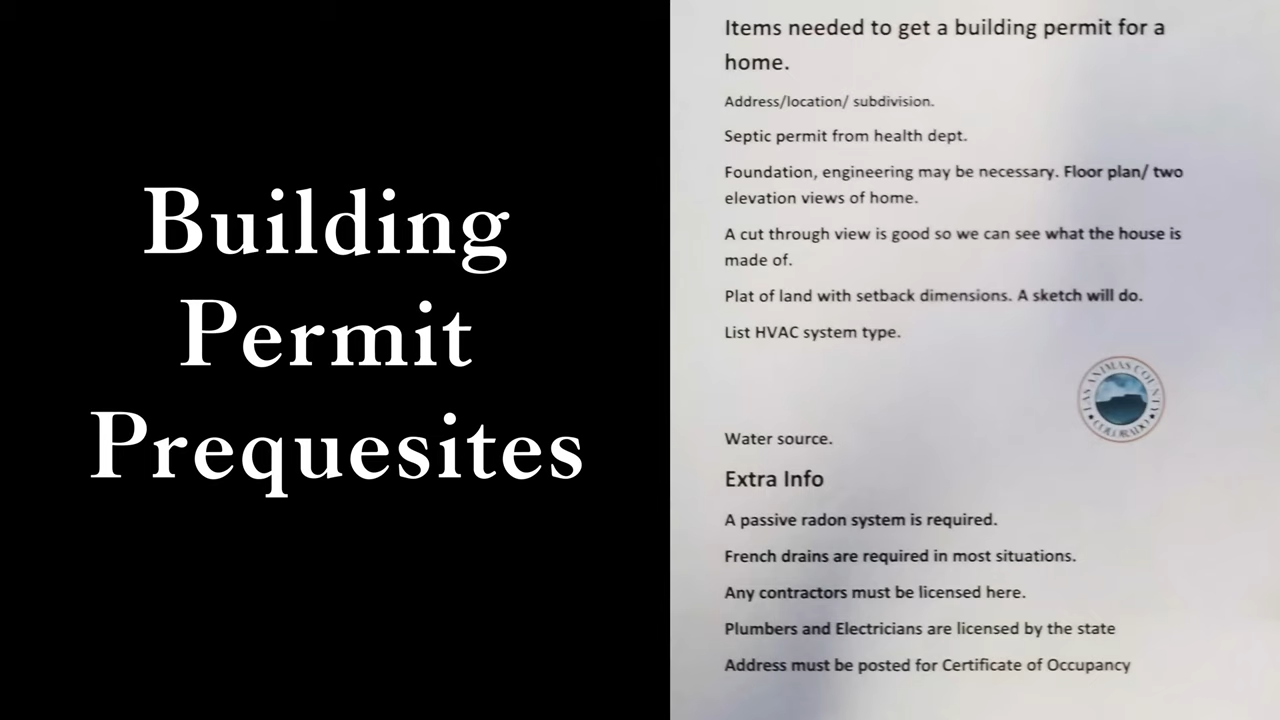 Building
Permit
Prequesites
Items needed to get a building permit for a
home.
Address/location/ subdivision.
Septic permit from health dept.
Foundation, engineering may be necessary. Floor plan/ two
elevation views of home.
A cut through view is good so we can see what the house is
made of.
Plat of land with setback dimensions. A sketch will do.
List HVAC system type.
LAS ANIMAS COUNTY
COLORADO
Water source.
Extra Info
A passive radon system is required.
French drains are required in most situations.
Any contractors must be licensed here.
Plumbers and Electricians are licensed by the state
Address must be posted for Certificate of Occupancy